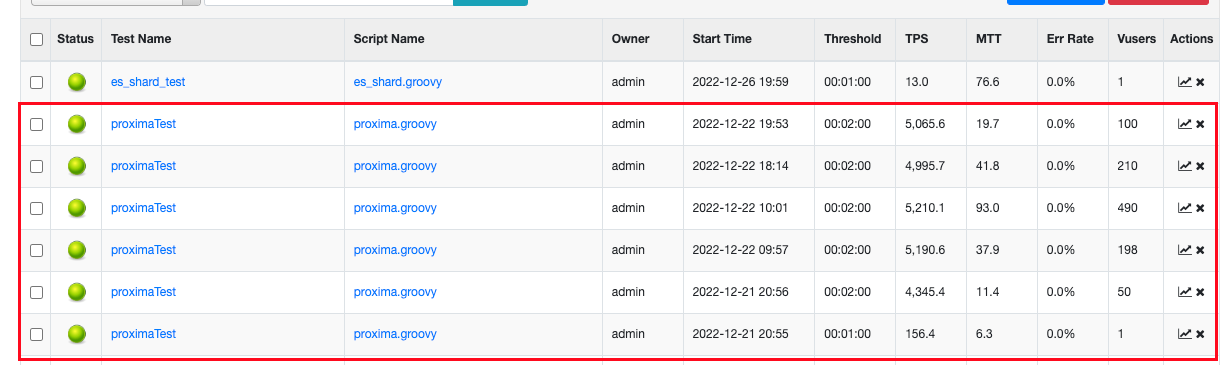 Status Test Name Script Name Owner Start Time Threshold TPS MTT Err Rate Vusers Actions
es_shard_test es_shard.groovy admin 2022-12-26 19:59 00:01:00 13.0 76.6 0.0% 1
proximaTest proxima.groovy admin 2022-12-22 19:53 00:02:00 5,065.6 19.7 0.0% 100
proximaTest proxima.groovy admin 2022-12-22 18:14 00:02:00 4,995.7 41.8 0.0% 210
proximaTest proxima.groovy admin 2022-12-22 10:01 00:02:00 5,210.1 93.0 0.0% 490
proximaTest proxima.groovy admin 2022-12-22 09:57 00:02:00 5,190.6 37.9 0.0% 198
proximaTest proxima.groovy admin 2022-12-21 20:56 00:02:00 4,345.4 11.4 0.0% 50
proximaTest proxima.groovy admin 2022-12-21 20:55 00:01:00 156.4 6.3 0.0% 1